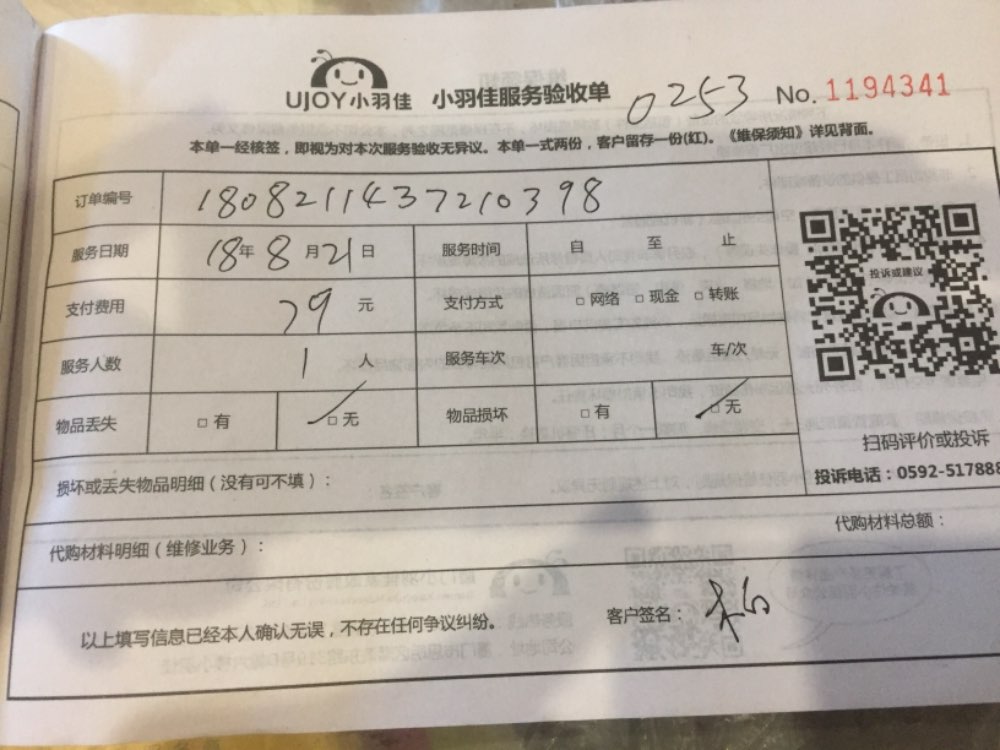 UJOY小羽佳 小羽佳服务验收单 0253 No. 1194341
本单一经核签，即视为对本次服务验收无异议。本单一式两份，客户留存一份(红)。《维保须知》详见背面。
订单编号 1808211437210398
服务日期 18年 8月 21日 服务时间 自 至 止
支付费用 79 元 支付方式 □ 网络 □ 现金 □ 转账
服务人数 1 人 服务车次 车/次
物品丢失 □ 有 □ 无 物品损坏 □ 有 □ 无
投诉或建议
扫码评价或投诉
投诉电话：0592-517888
损坏或丢失物品明细（没有可不填）：
代购材料明细（维修业务）： 代购材料总额：
以上填写信息已经本人确认无误，不存在任何争议纠纷。 客户签名：